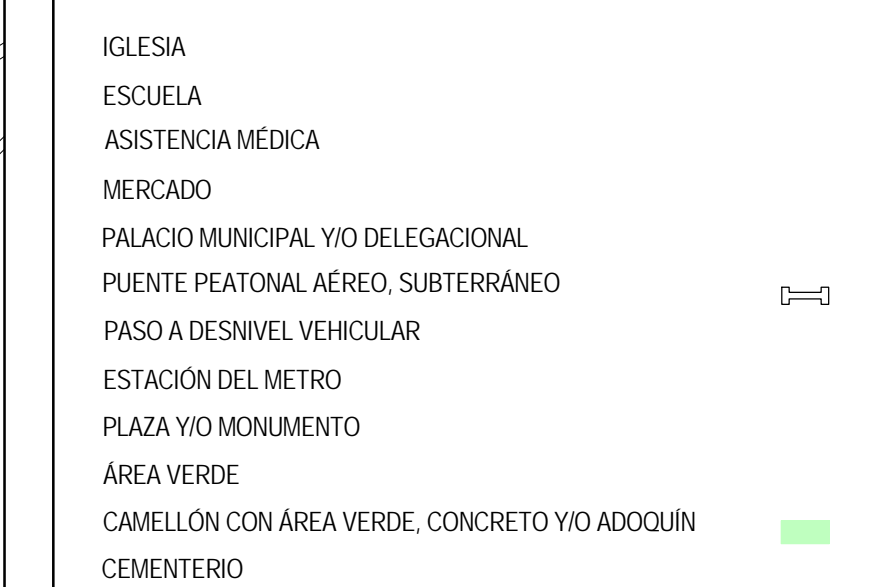 IGLESIA
ESCUELA
ASISTENCIA MÉDICA
MERCADO
PALACIO MUNICIPAL Y/O DELEGACIONAL
PUENTE PEATONAL AÉREO, SUBTERRÁNEO
PASO A DESNIVEL VEHICULAR
ESTACIÓN DEL METRO
PLAZA Y/O MONUMENTO
ÁREA VERDE
CAMELLÓN CON ÁREA VERDE, CONCRETO Y/O ADOQUÍN
CEMENTERIO